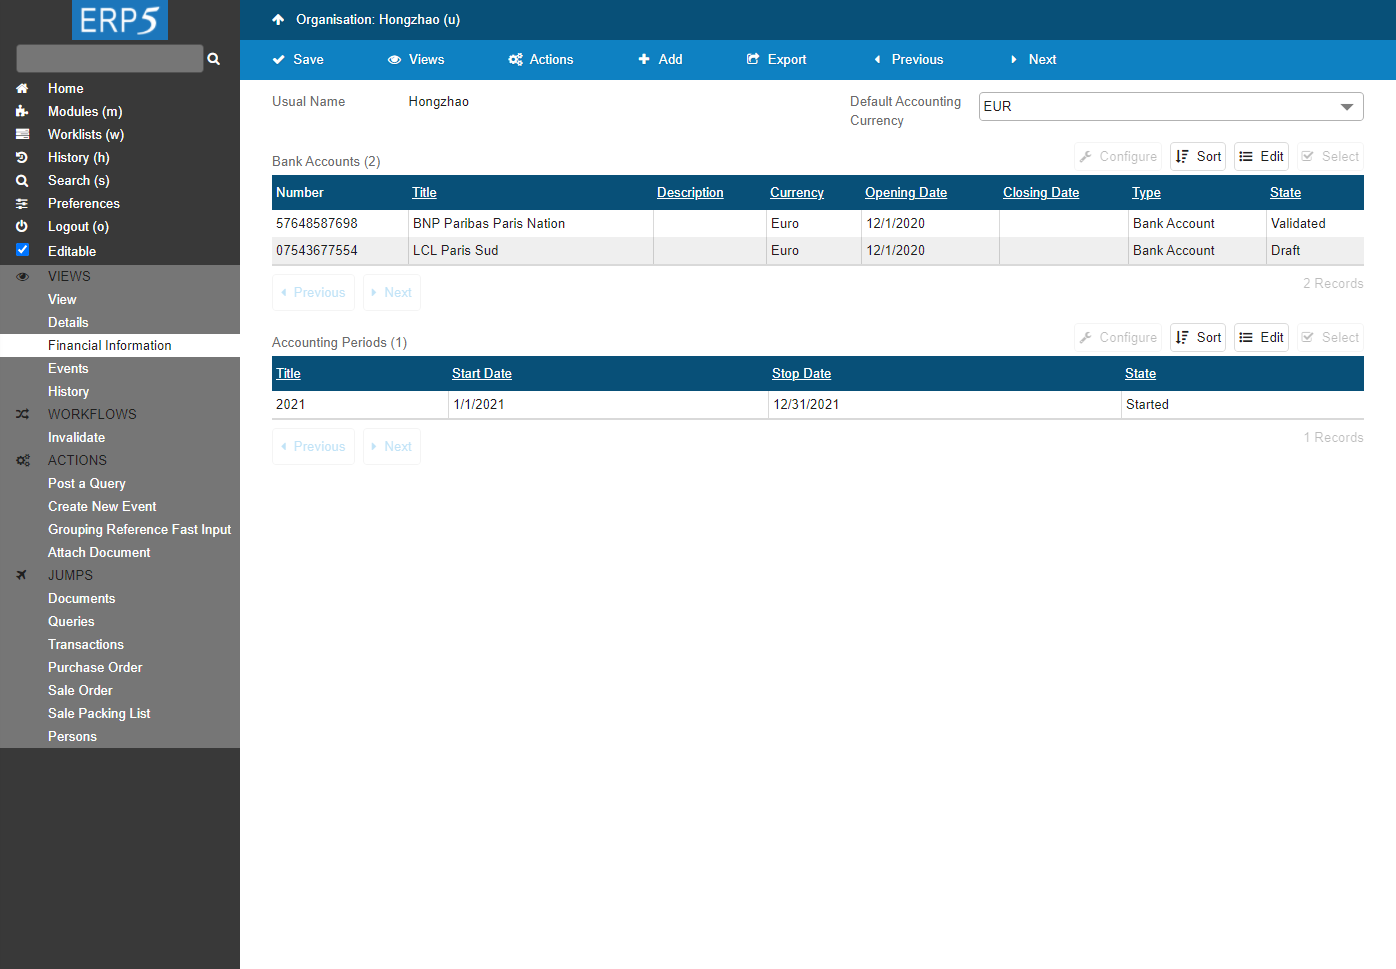 ERP5
Organisation: Hongzhao (u)
Save Views Actions Add Export Previous Next
Home
Modules (m)
Worklists (w)
History (h)
Search (s)
Preferences
Logout (o)
Editable
VIEWS
View
Details
Financial Information
Events
History
WORKFLOWS
Invalidate
ACTIONS
Post a Query
Create New Event
Grouping Reference Fast Input
Attach Document
JUMPS
Documents
Queries
Transactions
Purchase Order
Sale Order
Sale Packing List
Persons
Usual Name Hongzhao
Default Accounting
Currency
EUR
Bank Accounts (2)
Configure Sort Edit Select
Number Title Description Currency Opening Date Closing Date Type State
57648587698 BNP Paribas Paris Nation Euro 12/1/2020 Bank Account Validated
07543677554 LCL Paris Sud Euro 12/1/2020 Bank Account Draft
Previous Next
2 Records
Accounting Periods (1)
Configure Sort Edit Select
Title Start Date Stop Date State
2021 1/1/2021 12/31/2021 Started
Previous Next
1 Records